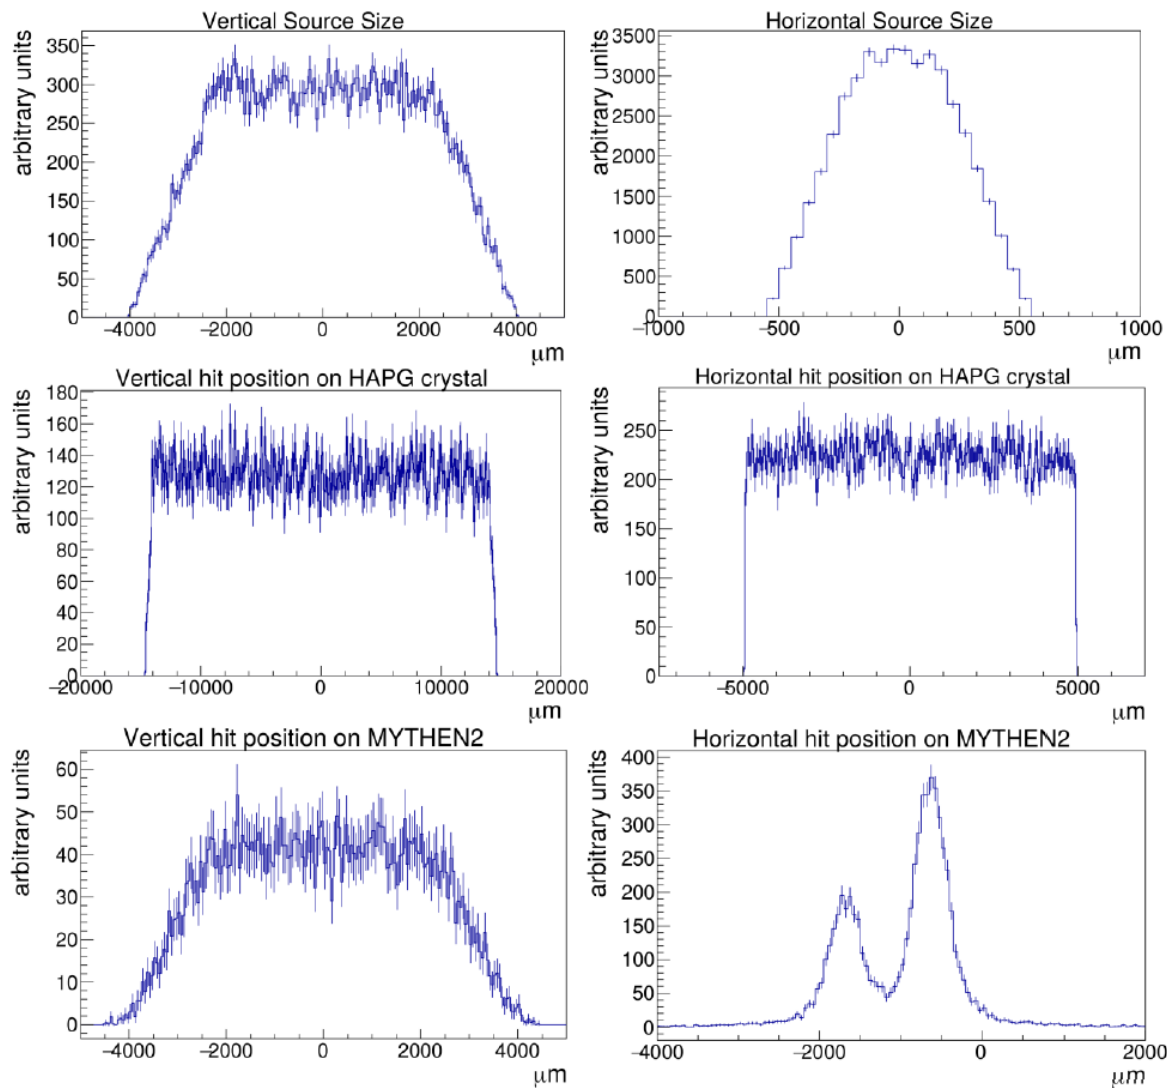 Vertical Source Size
arbitrary units
350
300
250
200
150
100
50
0
−4000 −2000 0 2000 4000
μm
Horizontal Source Size
arbitrary units
3500
3000
2500
2000
3500
1000
500
0
−1000 −500 0 500 1000
μm
Vertical hit position on HAPG crystal
arbitrary units
180
160
140
120
100
80
60
40
20
0
−20000 −10000 0 10000 20000
μm
Horizontal hit position on HAPG crystal
arbitrary units
250
200
200
100
50
0
−5000 0 5000
μm
Vertical hit position on MYTHEN2
arbitrary units
60
50
40
30
20
10
0
−4000 −2000 0 2000 4000
μm
Horizontal hit position on MYTHEN2
arbitrary units
400
350
300
250
200
150
100
50
0
−4000 −2000 0 2000
μm